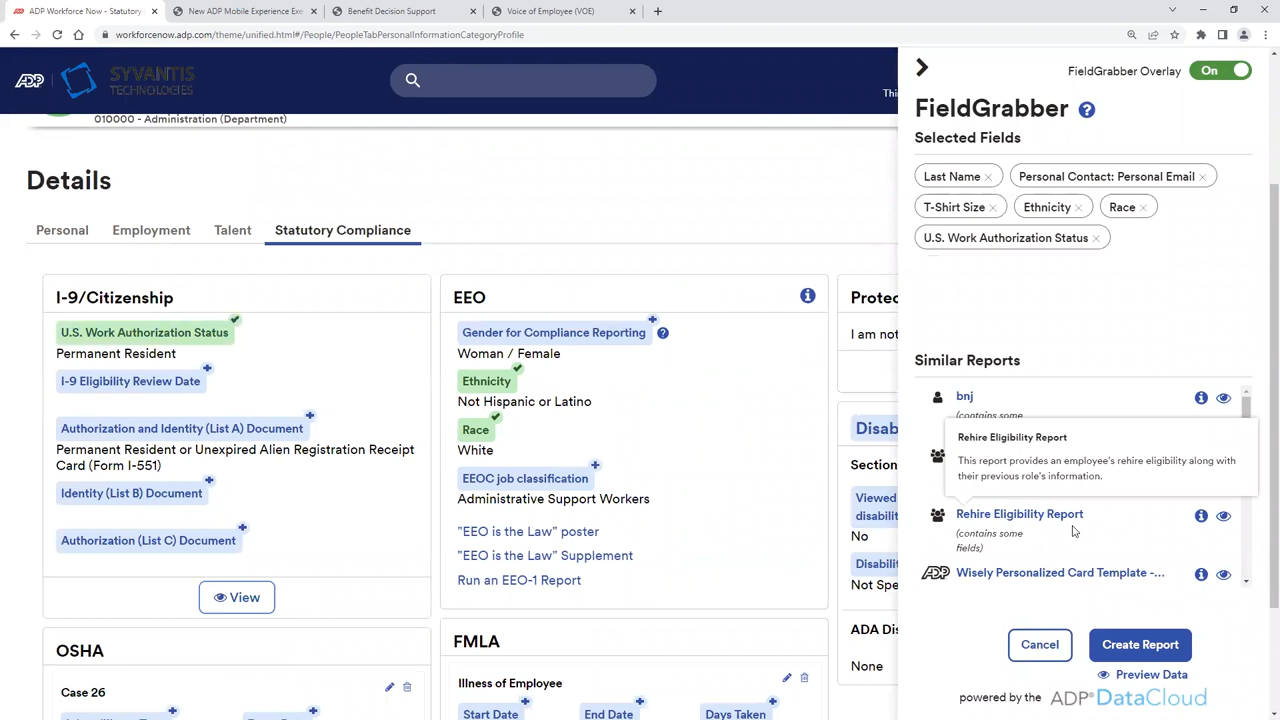 ADP Workforce Now - Statutory
New ADP Mobile Experience Exe
Benefit Decision Support
Voice of Employee (VOE)
workforcenow.adp.com/theme/unified.html#/People/PeopleTabPersonalInformationCategoryProfile
ADP
SYVANTIS
TECHNOLOGIES
Thi
010000 - Administration (Department)
Details
Personal
Employment
Talent
Statutory Compliance
I-9/Citizenship
U.S. Work Authorization Status
Permanent Resident
I-9 Eligibility Review Date
Authorization and Identity (List A) Document
Permanent Resident or Unexpired Alien Registration Receipt
Card (Form I-551)
Identity (List B) Document
Authorization (List C) Document
View
EEO
Gender for Compliance Reporting
Woman / Female
Ethnicity
Not Hispanic or Latino
Race
White
EEOC job classification
Administrative Support Workers
"EEO is the Law" poster
"EEO is the Law" Supplement
Run an EEO-1 Report
Protec
I am not
Disab
Section
Viewed
disabilit
No
Disabilit
Not Spe
ADA Dis
None
OSHA
Case 26
FMLA
Illness of Employee
Start Date
End Date
Days Taken
FieldGrabber Overlay
On
FieldGrabber
Selected Fields
Last Name
Personal Contact: Personal Email
T-Shirt Size
Ethnicity
Race
U.S. Work Authorization Status
Similar Reports
bnj
(contains some
Rehire Eligibility Report
This report provides an employee's rehire eligibility along with
their previous role's information.
Rehire Eligibility Report
(contains some
fields)
ADP
Wisely Personalized Card Template -...
Cancel
Create Report
Preview Data
powered by the ADP DataCloud